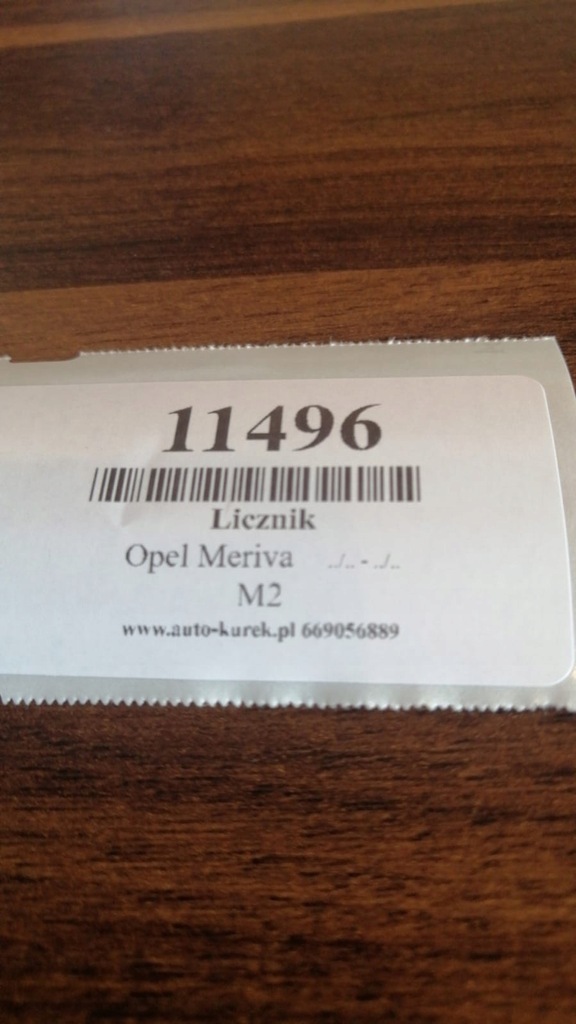 11496
Licznik
Opel Meriva ../.. - ../..
M2
www.auto-kurek.pl 669056889